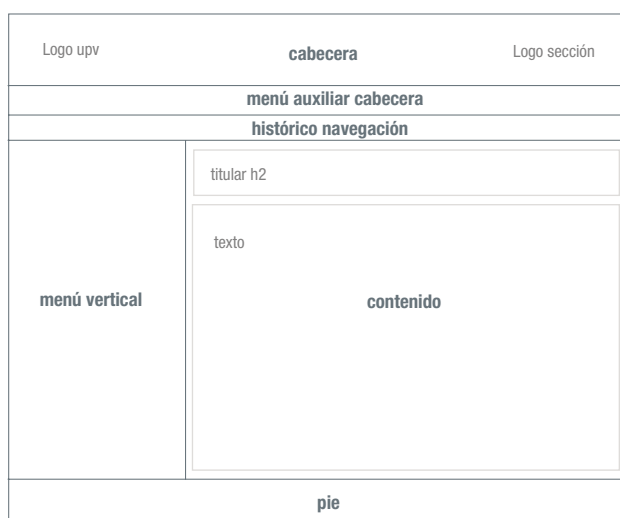 Logo upv
cabecera
Logo sección
menú auxiliar cabecera
histórico navegación
titular h2
texto
menú vertical
contenido
pie